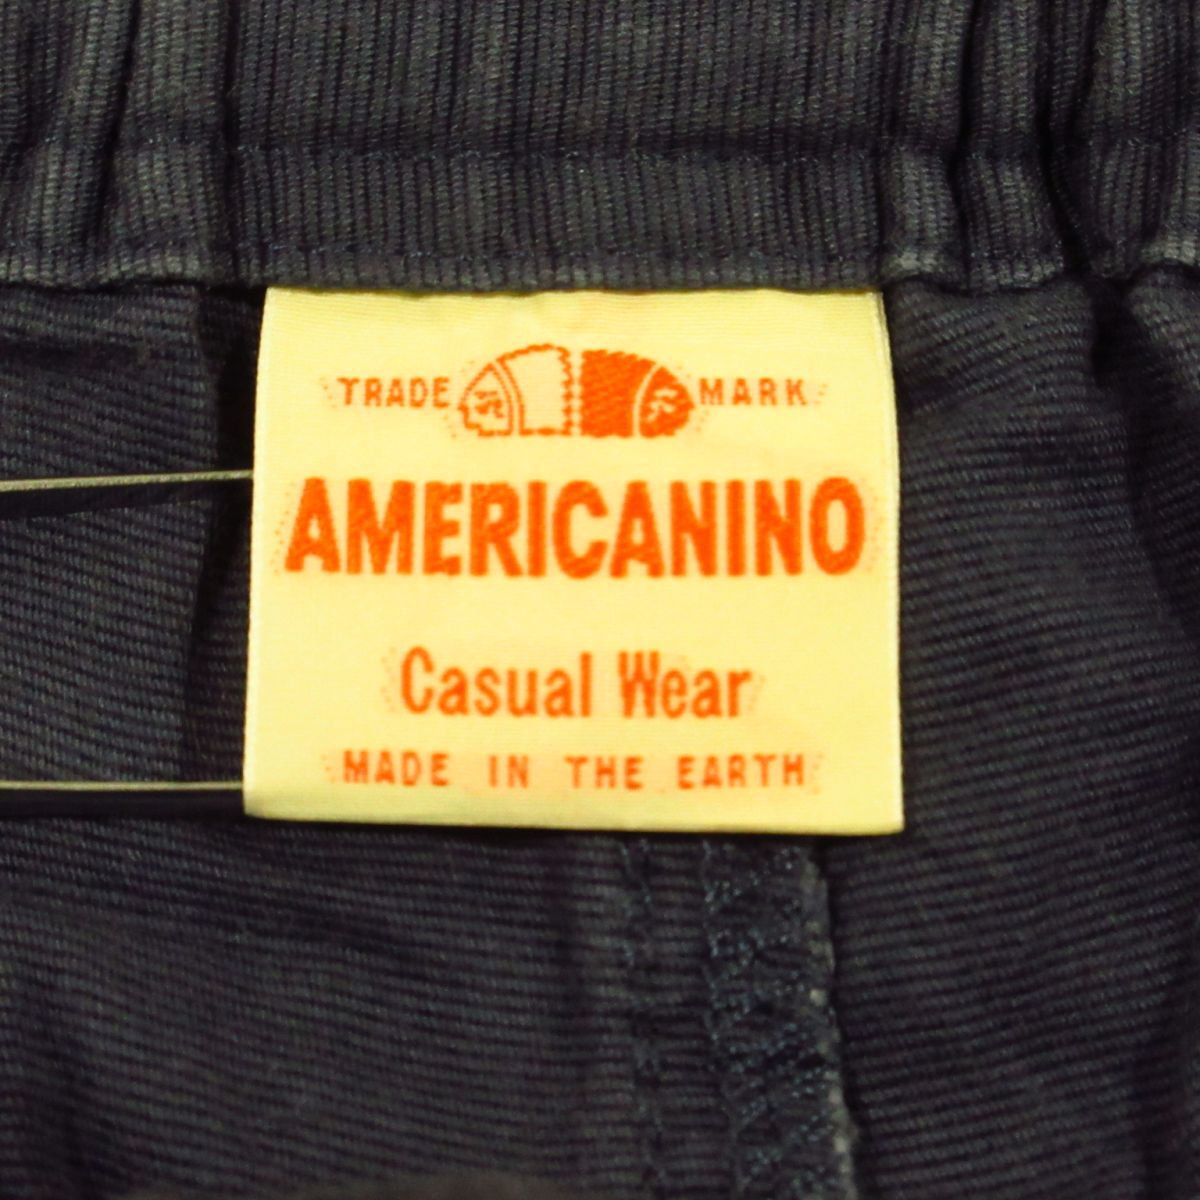 TRADE MARK
AMERICANINO
Casual Wear
MADE IN THE EARTH